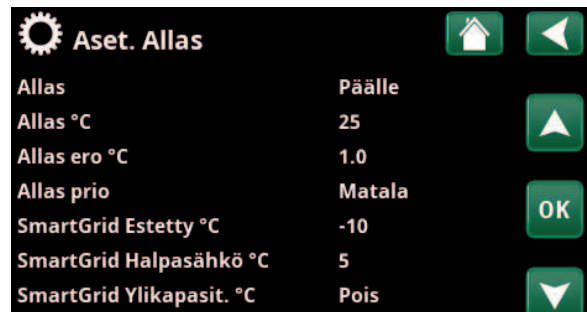 Aset. Allas
Allas Päälle
Allas °C 25
Allas ero °C 1.0
Allas prio Matala
SmartGrid Estetty °C -10
SmartGrid Halpasähkö °C 5
SmartGrid Ylikapasit. °C Pois
OK